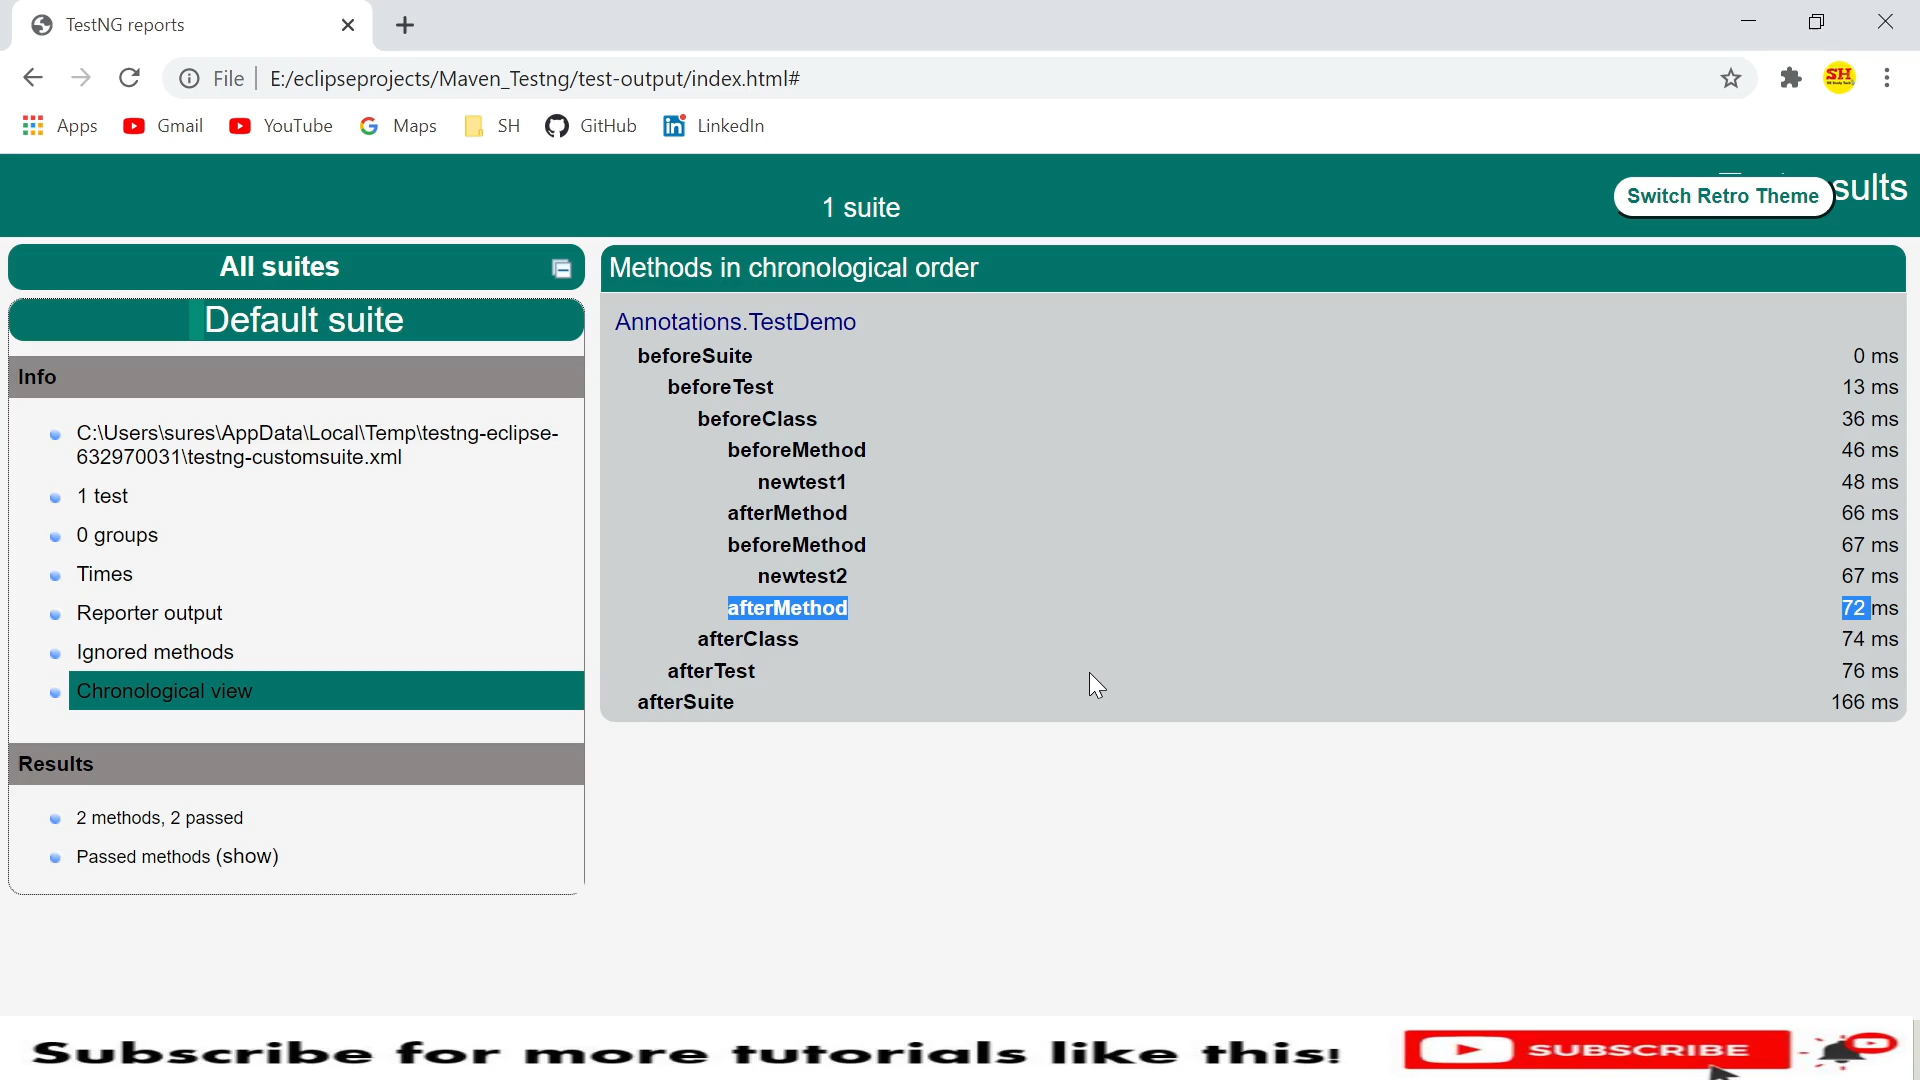 TestNG reports
File
E:/eclipseprojects/Maven_Testng/test-output/index.html#
SH
Apps
Gmail
YouTube
Maps
SH
GitHub
LinkedIn
1 suite
Switch Retro Theme
sults
All suites
Default suite
Info
C:\Users\sures\AppData\Local\Temp\testng-eclipse-
632970031\testng-customsuite.xml
1 test
0 groups
Times
Reporter output
Ignored methods
Chronological view
Results
2 methods, 2 passed
Passed methods (show)
Methods in chronological order
Annotations.TestDemo
beforeSuite 0 ms
beforeTest 13 ms
beforeClass 36 ms
beforeMethod 46 ms
newtest1 48 ms
afterMethod 66 ms
beforeMethod 67 ms
newtest2 67 ms
afterMethod 72 ms
afterClass 74 ms
afterTest 76 ms
afterSuite 166 ms
Subscribe for more tutorials like this!
SUBSCRIBE